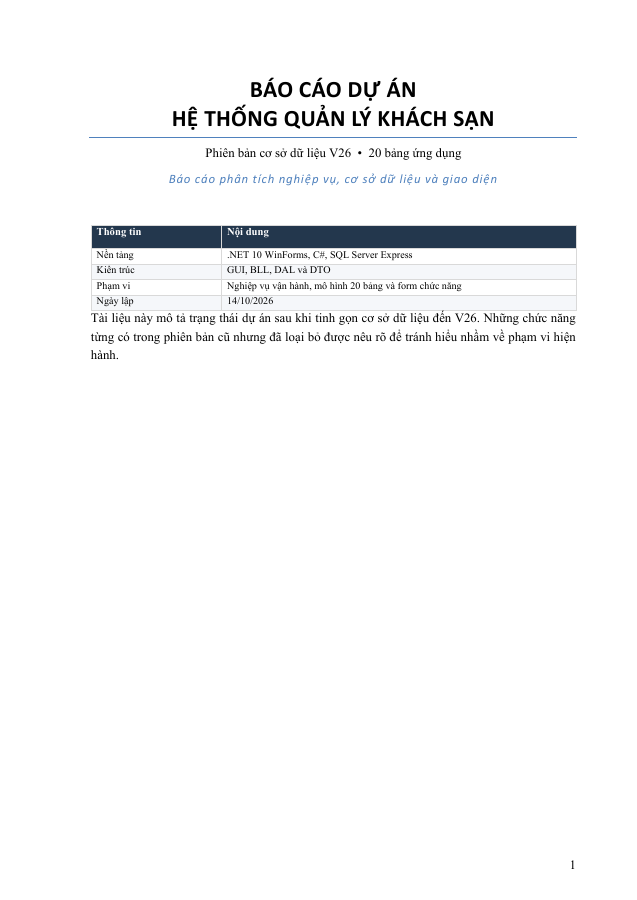 BÁO CÁO DỰ ÁN
HỆ THỐNG QUẢN LÝ KHÁCH SẠN
Phiên bản cơ sở dữ liệu V26 • 20 bảng ứng dụng
Báo cáo phân tích nghiệp vụ, cơ sở dữ liệu và giao diện
Thông tin Nội dung
Nền tảng .NET 10 WinForms, C#, SQL Server Express
Kiến trúc GUI, BLL, DAL và DTO
Phạm vi Nghiệp vụ vận hành, mô hình 20 bảng và form chức năng
Ngày lập 14/10/2026
Tài liệu này mô tả trạng thái dự án sau khi tinh gọn cơ sở dữ liệu đến V26. Những chức năng
từng có trong phiên bản cũ nhưng đã loại bỏ được nêu rõ để tránh hiểu nhầm về phạm vi hiện
hành.
1